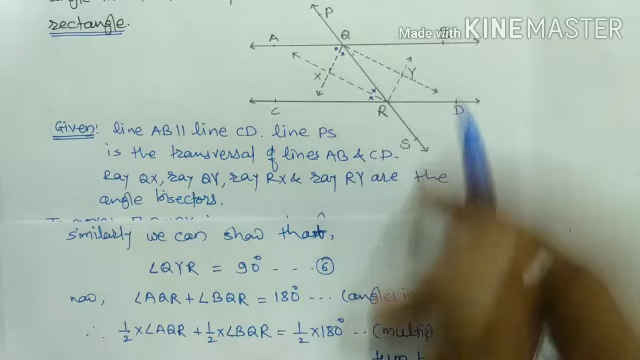 rectangle.
P
Made with KINEMASTER
A Q B
X Y
C R D
S
Given: line AB || line CD. line PS
is the transversal of lines AB & CD.
Ray QX, ray QY, ray RX & ray RY are the
angle bisectors.
similarly we can show that,
∠QYR = 90° --- ⑥
now, ∠AQR + ∠BQR = 180° ---
∴ 1/2 × ∠AQR + 1/2 × ∠BQR = 1/2 × 180° --